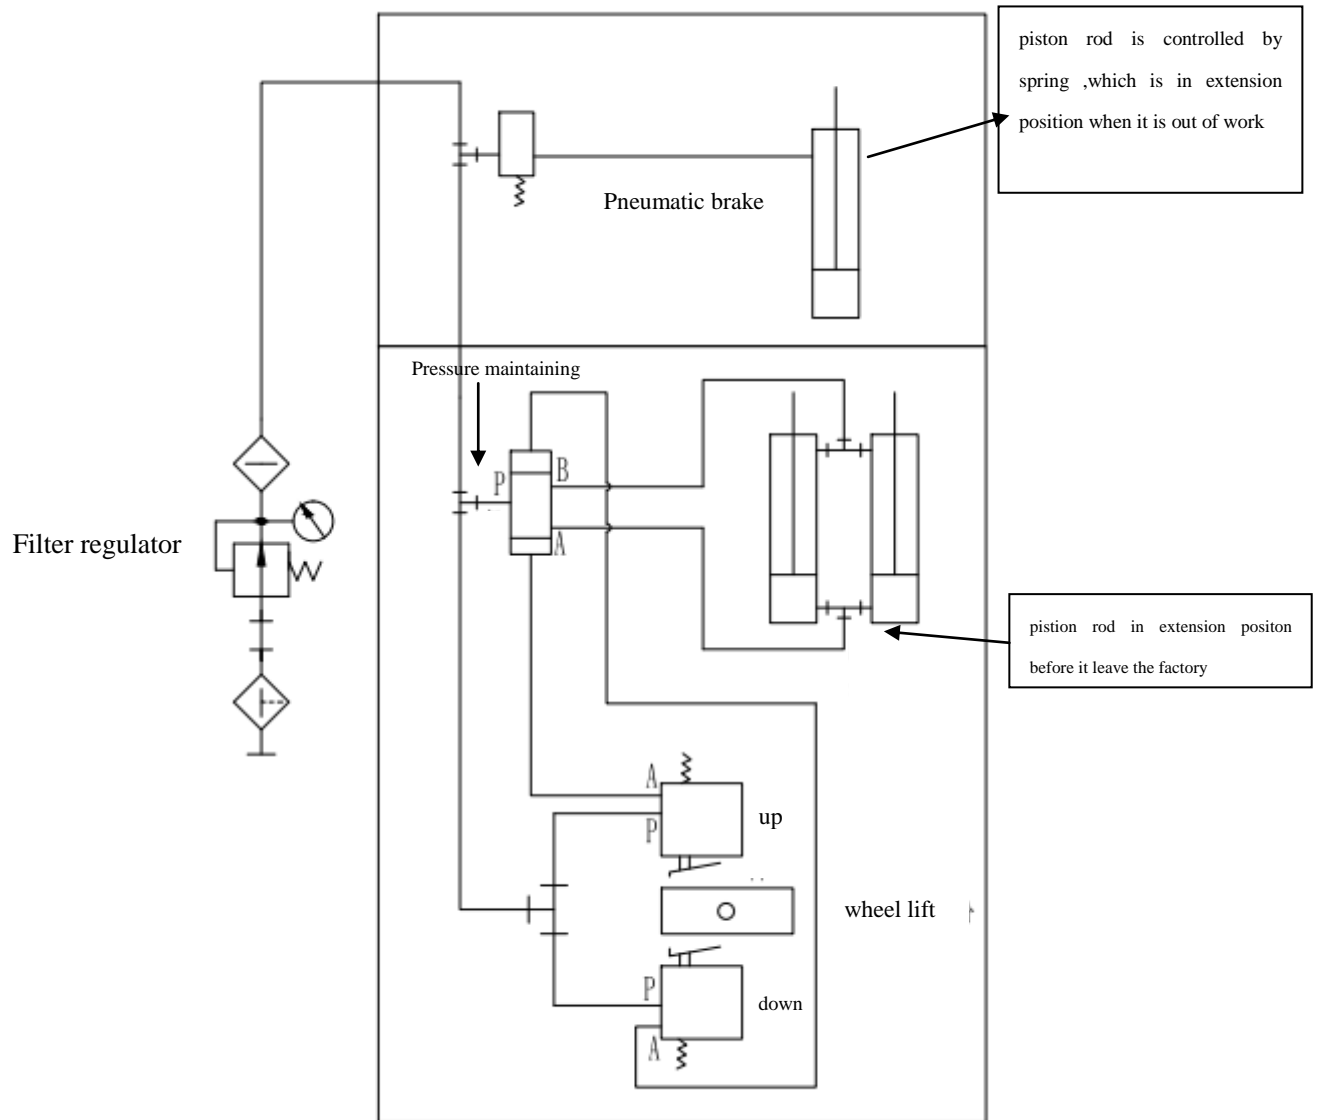 piston rod is controlled by
spring ,which is in extension
position when it is out of work
Pneumatic brake
Pressure maintaining
P
B
A
Filter regulator
pistion rod in extension positon
before it leave the factory
A
P
up
wheel lift
P
A
down